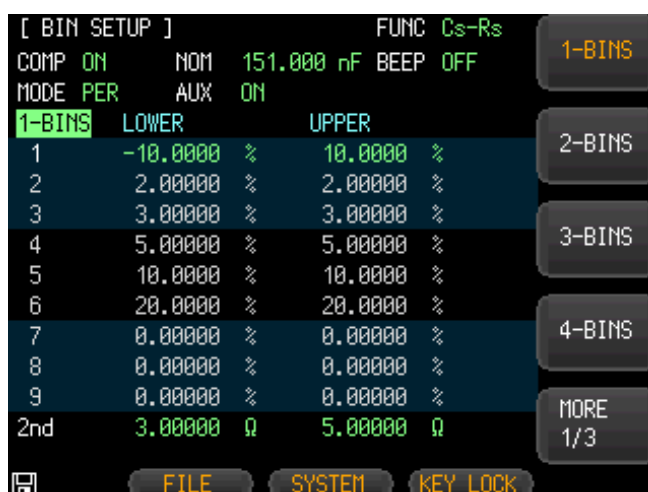 [ BIN SETUP ] FUNC Cs-Rs
COMP ON NOM 151.000 nF BEEP OFF
MODE PER AUX ON
1-BINS LOWER UPPER
1 -10.0000 % 10.0000 %
2 2.00000 % 2.00000 %
3 3.00000 % 3.00000 %
4 5.00000 % 5.00000 %
5 10.0000 % 10.0000 %
6 20.0000 % 20.0000 %
7 0.00000 % 0.00000 %
8 0.00000 % 0.00000 %
9 0.00000 % 0.00000 %
2nd 3.00000 Ω 5.00000 Ω
FILE SYSTEM KEY LOCK
1-BINS
2-BINS
3-BINS
4-BINS
MORE
1/3